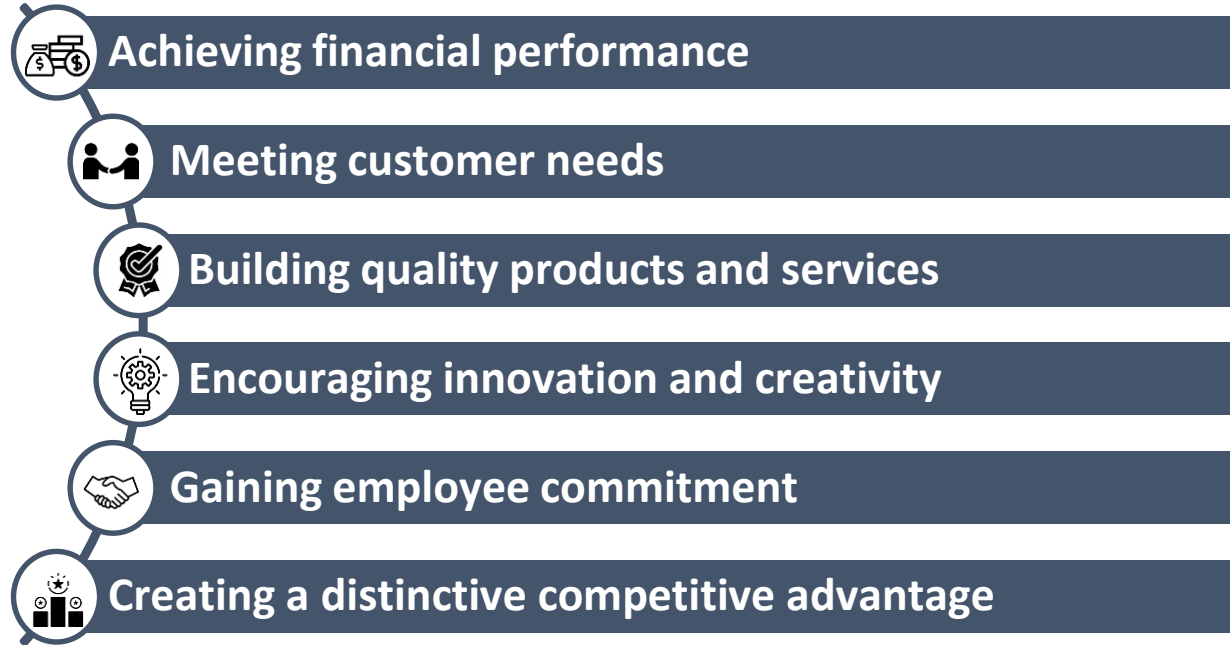 Achieving financial performance
Meeting customer needs
Building quality products and services
Encouraging innovation and creativity
Gaining employee commitment
Creating a distinctive competitive advantage